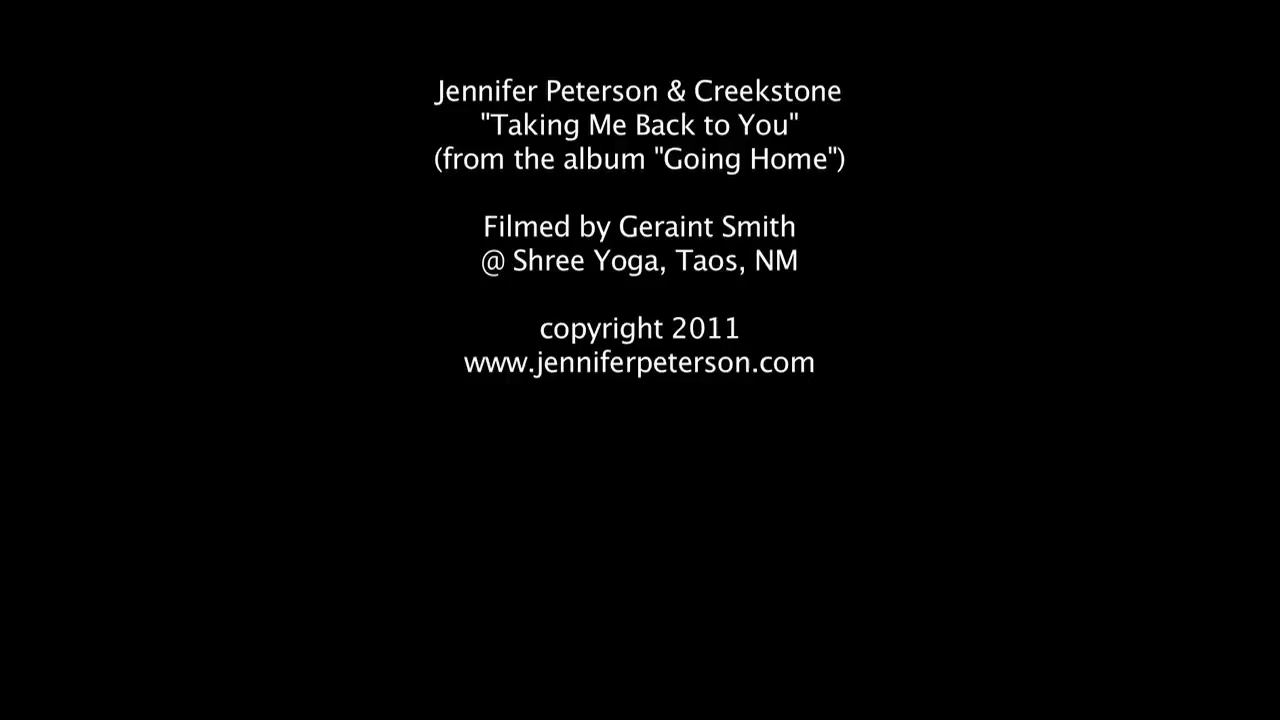 Jennifer Peterson & Creekstone
"Taking Me Back to You"
(from the album "Going Home")
Filmed by Geraint Smith
@ Shree Yoga, Taos, NM
copyright 2011
www.jenniferpeterson.com